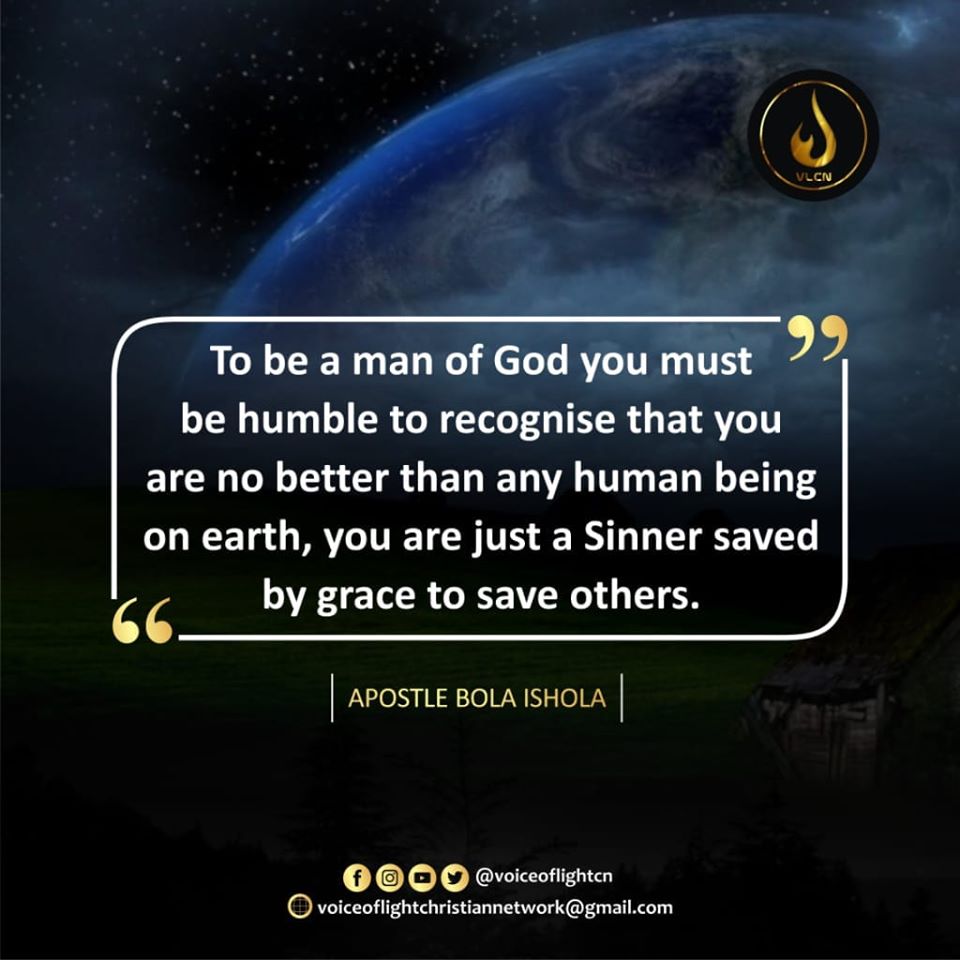 VLCN
To be a man of God you must
be humble to recognise that you
are no better than any human being
on earth, you are just a Sinner saved
by grace to save others.
APOSTLE BOLA ISHOLA
@voiceoflightcn
voiceoflightchristiannetwork@gmail.com